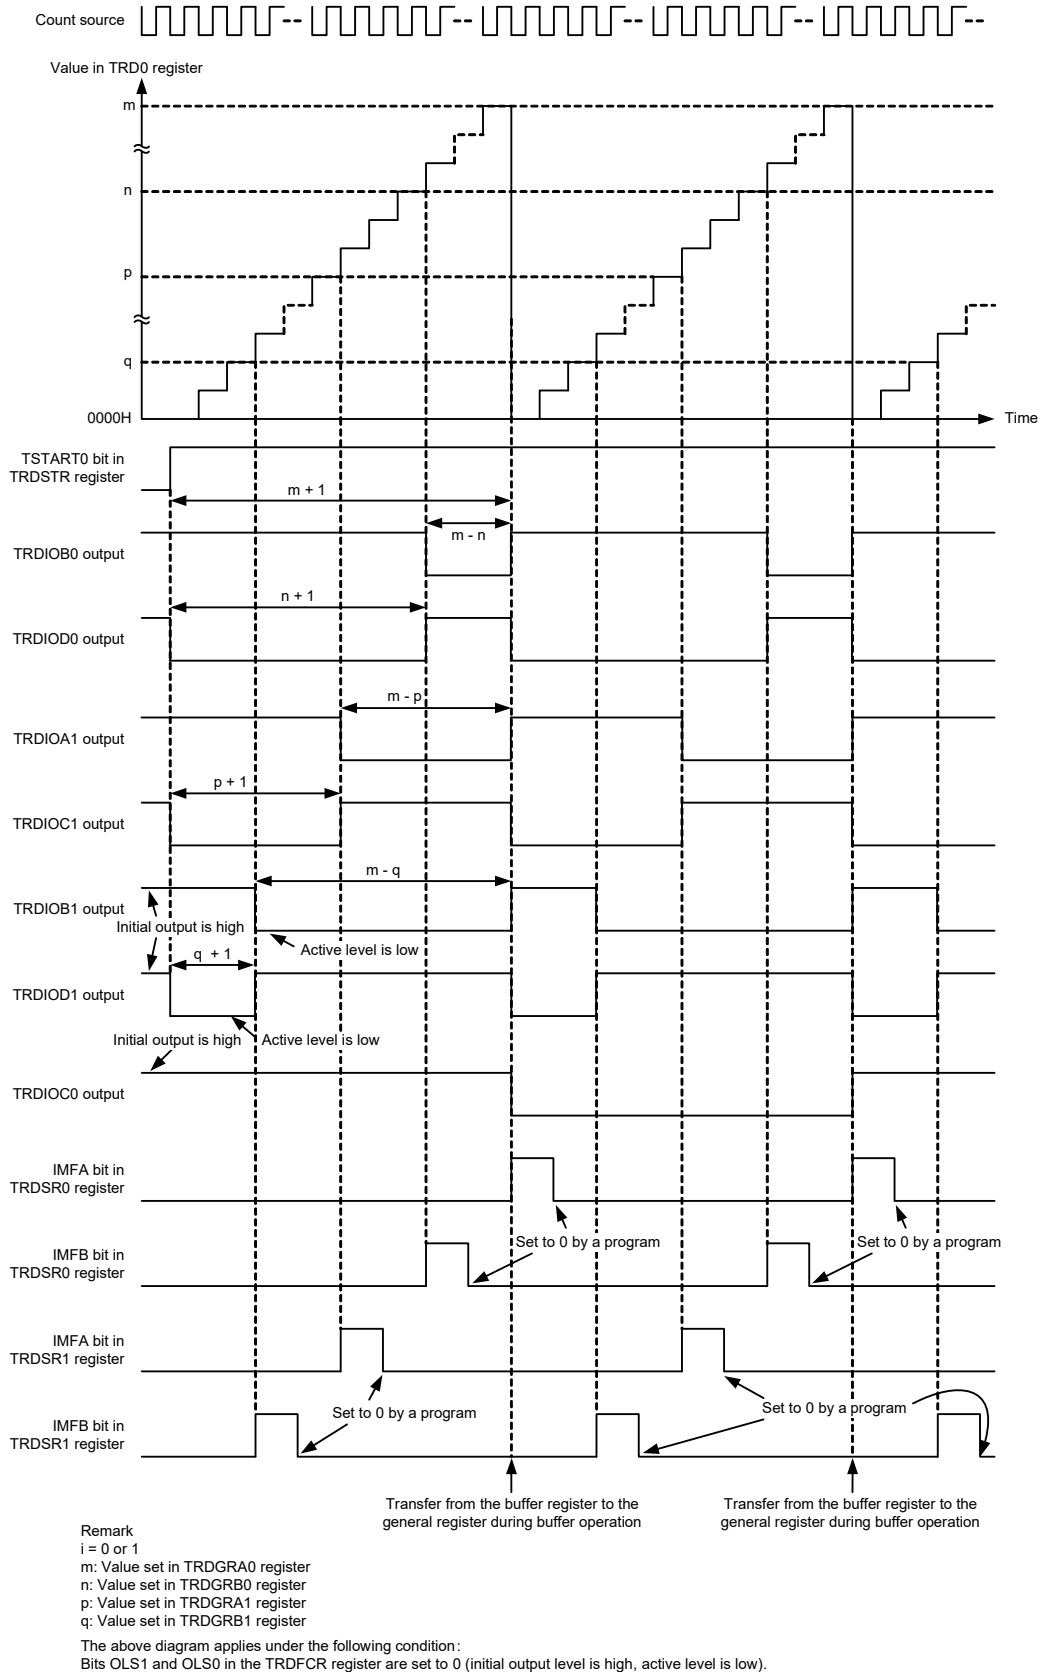 Count source
Value in TRD0 register
m
n
p
q
0000H
Time
TSTART0 bit in
TRDSTR register
m + 1
m - n
TRDIOB0 output
n + 1
TRDIOD0 output
m - p
TRDIOA1 output
p + 1
TRDIOC1 output
m - q
TRDIOB1 output
Initial output is high
Active level is low
q + 1
TRDIOD1 output
Initial output is high
Active level is low
TRDIOC0 output
IMFA bit in
TRDSR0 register
Set to 0 by a program
Set to 0 by a program
IMFB bit in
TRDSR0 register
IMFA bit in
TRDSR1 register
Set to 0 by a program
Set to 0 by a program
IMFB bit in
TRDSR1 register
Transfer from the buffer register to the
general register during buffer operation
Transfer from the buffer register to the
general register during buffer operation
Remark
i = 0 or 1
m: Value set in TRDGRA0 register
n: Value set in TRDGRB0 register
p: Value set in TRDGRA1 register
q: Value set in TRDGRB1 register
The above diagram applies under the following condition:
Bits OLS1 and OLS0 in the TRDFCR register are set to 0 (initial output level is high, active level is low).